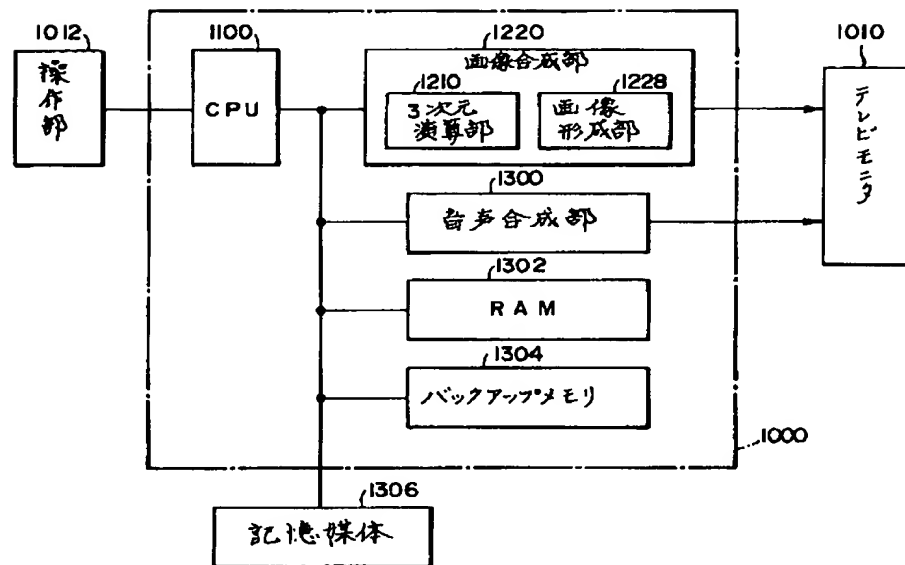 1012
操作部
1100
CPU
1220
画像合成部
1210
3次元
演算部
1228
画像
形成部
1010
テレビモニタ
1300
音声合成部
1302
RAM
1304
バックアップメモリ
1000
1306
記憶媒体